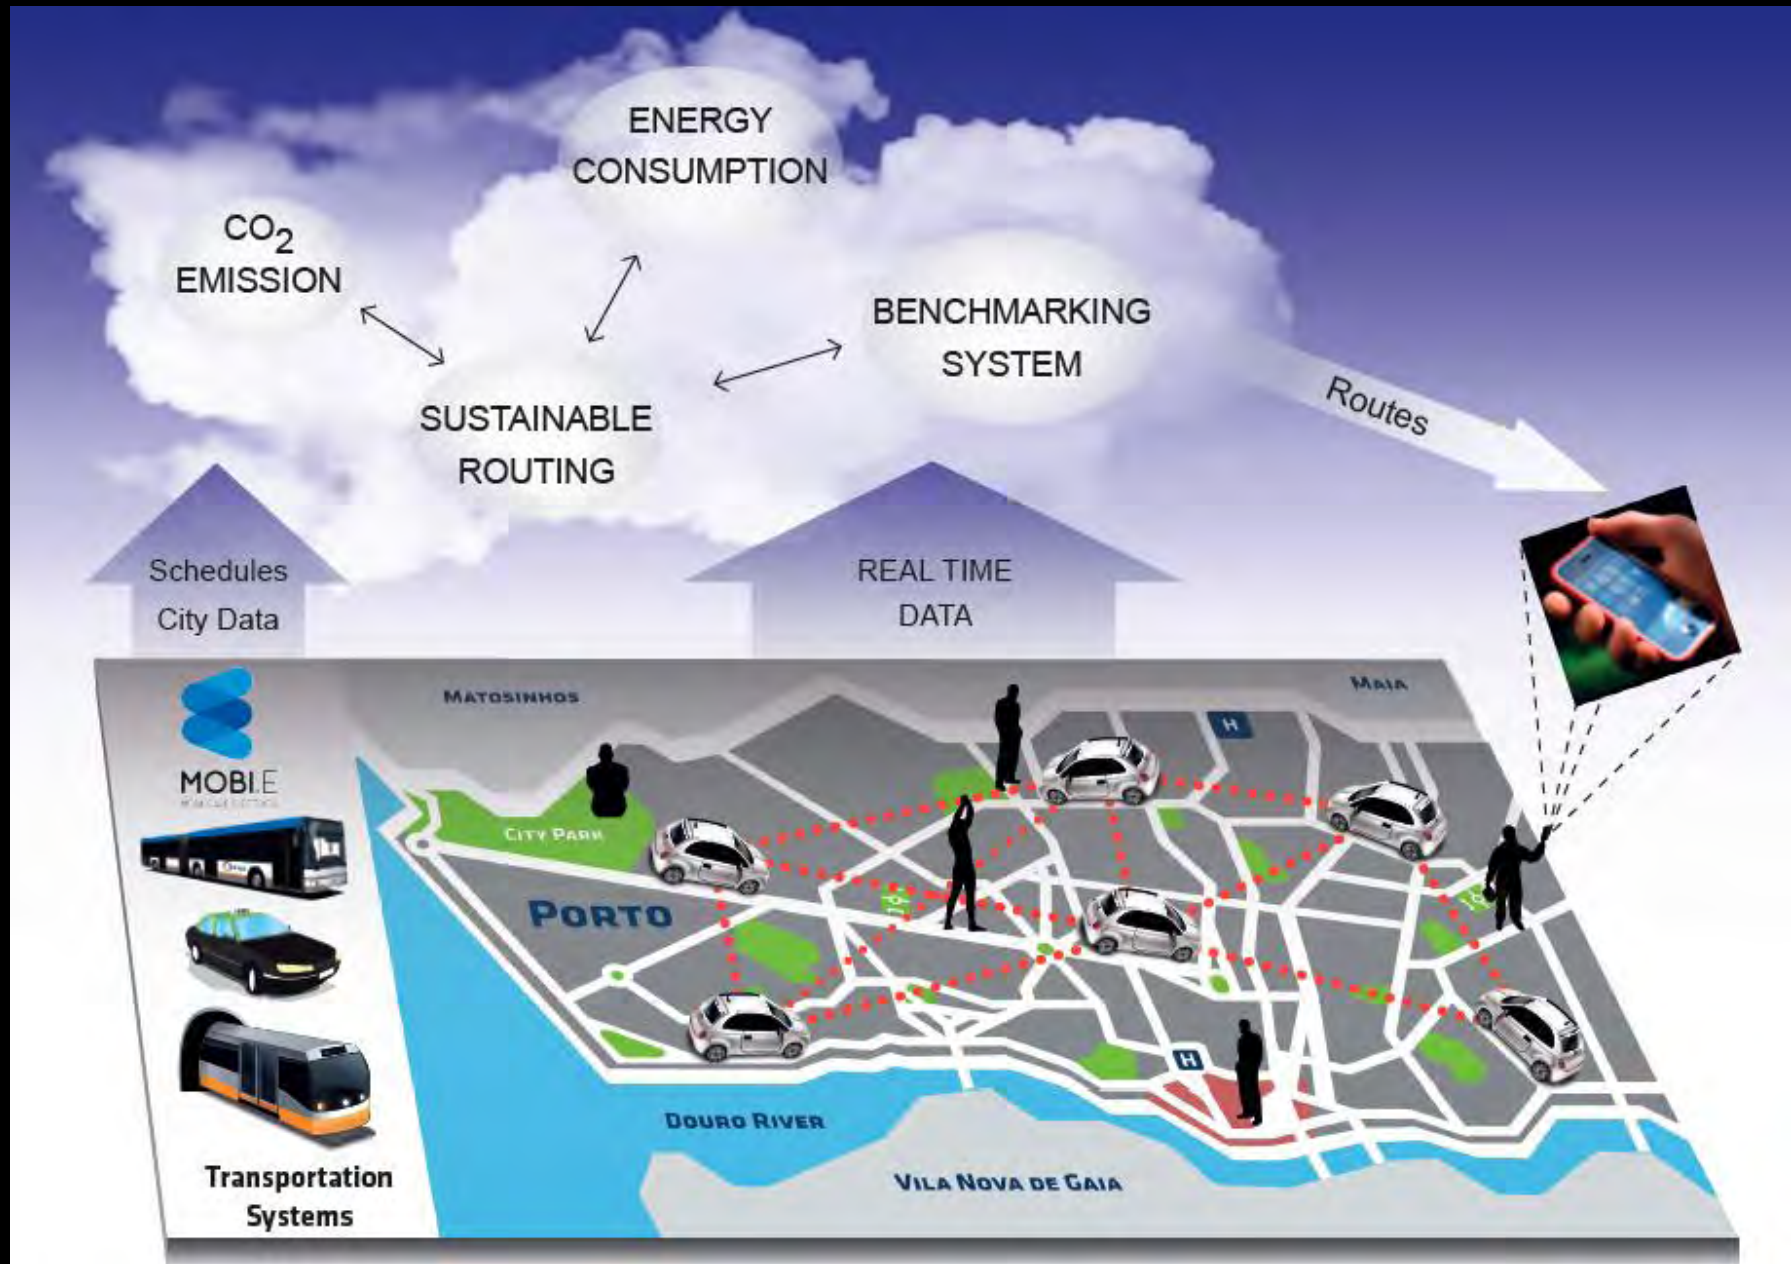 ENERGY
CONSUMPTION
CO2
EMISSION
BENCHMARKING
SYSTEM
SUSTAINABLE
ROUTING
Routes
Schedules
City Data
REAL TIME
DATA
MATOSINHOS
MAIA
H
MOBI.E
CITY PARK
PORTO
H
DOURO RIVER
VILA NOVA DE GAIA
Transportation
Systems